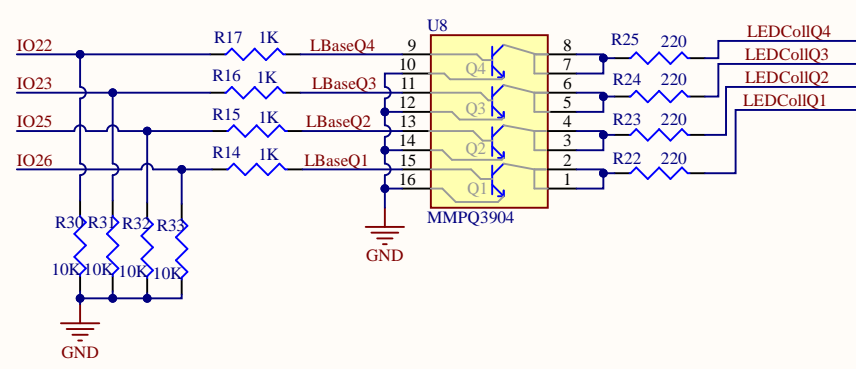 U8
R17 1K
IO22
LBaseQ4 9
8 R25 220 LEDCollQ4
10 Q4 7
LEDCollQ3
IO23
R16 1K LBaseQ3 11
6 R24 220 LEDCollQ2
12 Q3 5
LEDCollQ1
IO25
R15 1K LBaseQ2 13
4 R23 220
14 Q2 3
IO26
R14 1K LBaseQ1 15
2 R22 220
16 Q1 1
MMPQ3904
R30 R31 R32 R33
GND
10K 10K 10K 10K
GND